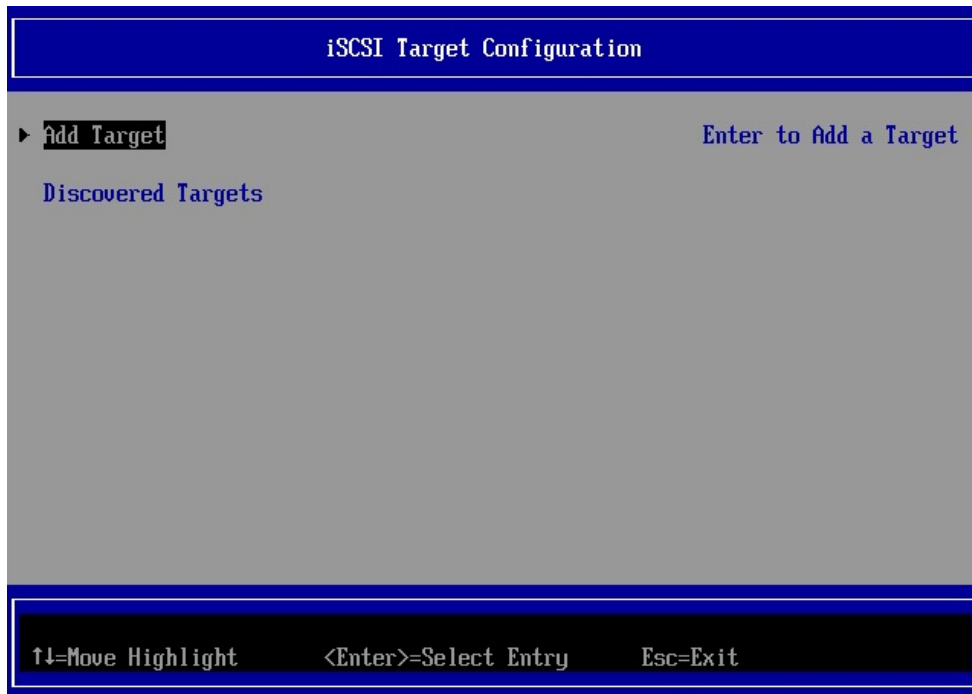 iSCSI Target Configuration
Add Target
Enter to Add a Target
Discovered Targets
↑↓=Move Highlight <Enter>=Select Entry Esc=Exit